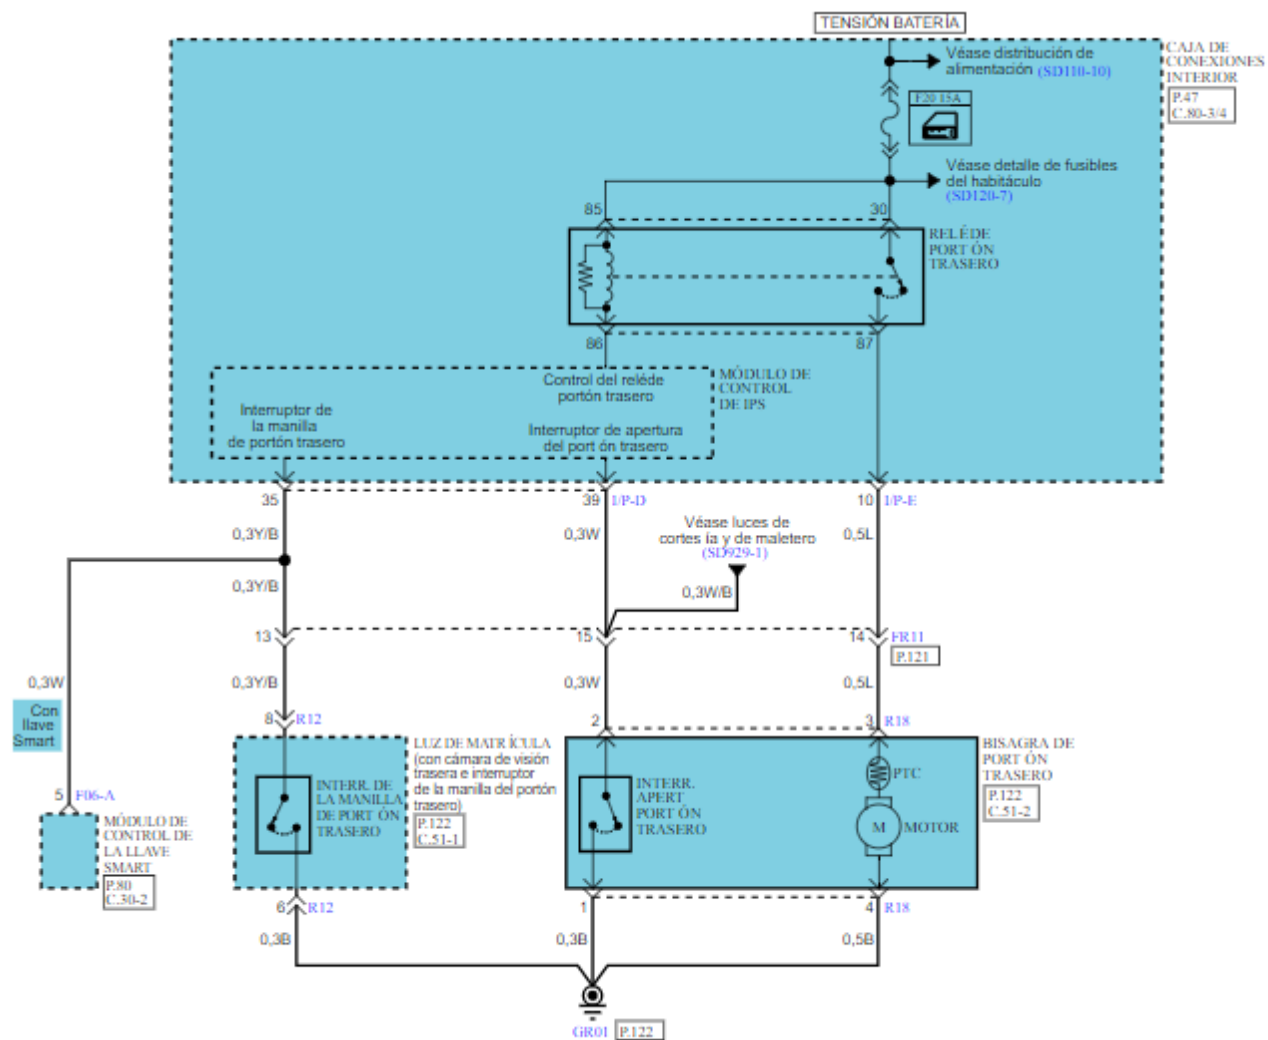 TENSIÓN BATERÍA
Véase distribución de
alimentación (SD110-10)
CAJA DE
CONEXIONES
INTERIOR
P.47
C.80-3/4
F20 15A
Véase detalle de fusibles
del habitáculo
(SD120-7)
85
30
RELÉDE
PORT ÓN
TRASERO
86
87
Control del reléde
portón trasero
MÓDULO DE
CONTROL
DE IPS
Interruptor de
la manilla
de portón trasero
Interruptor de apertura
del port ón trasero
35
39
I/P-D
10
I/P-E
0,3Y/B
0,3W
Véase luces de
cortes ía y de maletero
(SD929-1)
0,5L
0,3Y/B
0,3W/B
13
15
14
FR11
P.121
0,3W
0,3Y/B
0,3W
0,5L
Con
llave
Smart
8
R12
2
3
R18
LUZ DE MATR ÍCULA
(con cámara de visión
trasera e interruptor
de la manilla del portón
trasero)
P.122
C.51-1
BISAGRA DE
PORT ÓN
TRASERO
P.122
C.51-2
INTERR. DE
LA MANILLA
DE PORT ÓN
TRASERO
INTERR.
APERT.
PORT ÓN
TRASERO
PTC
M
MOTOR
5
F06-A
MÓDULO DE
CONTROL DE
LA LLAVE
SMART
P.80
C.30-2
6
R12
1
4
R18
0,3B
0,3B
0,5B
GR01
P.122